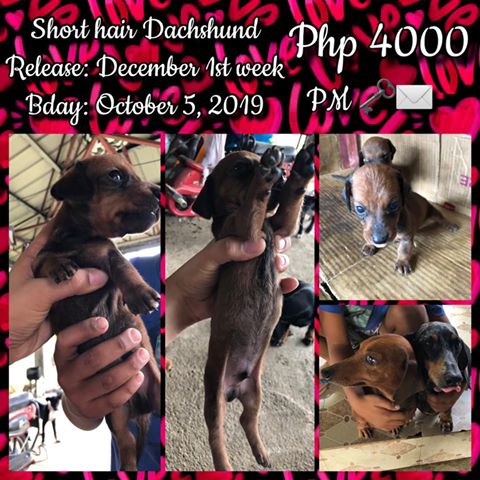 Short hair Dachshund
Release: December 1st week
Bday: October 5, 2019
Php 4000
PM 🗝️✉️